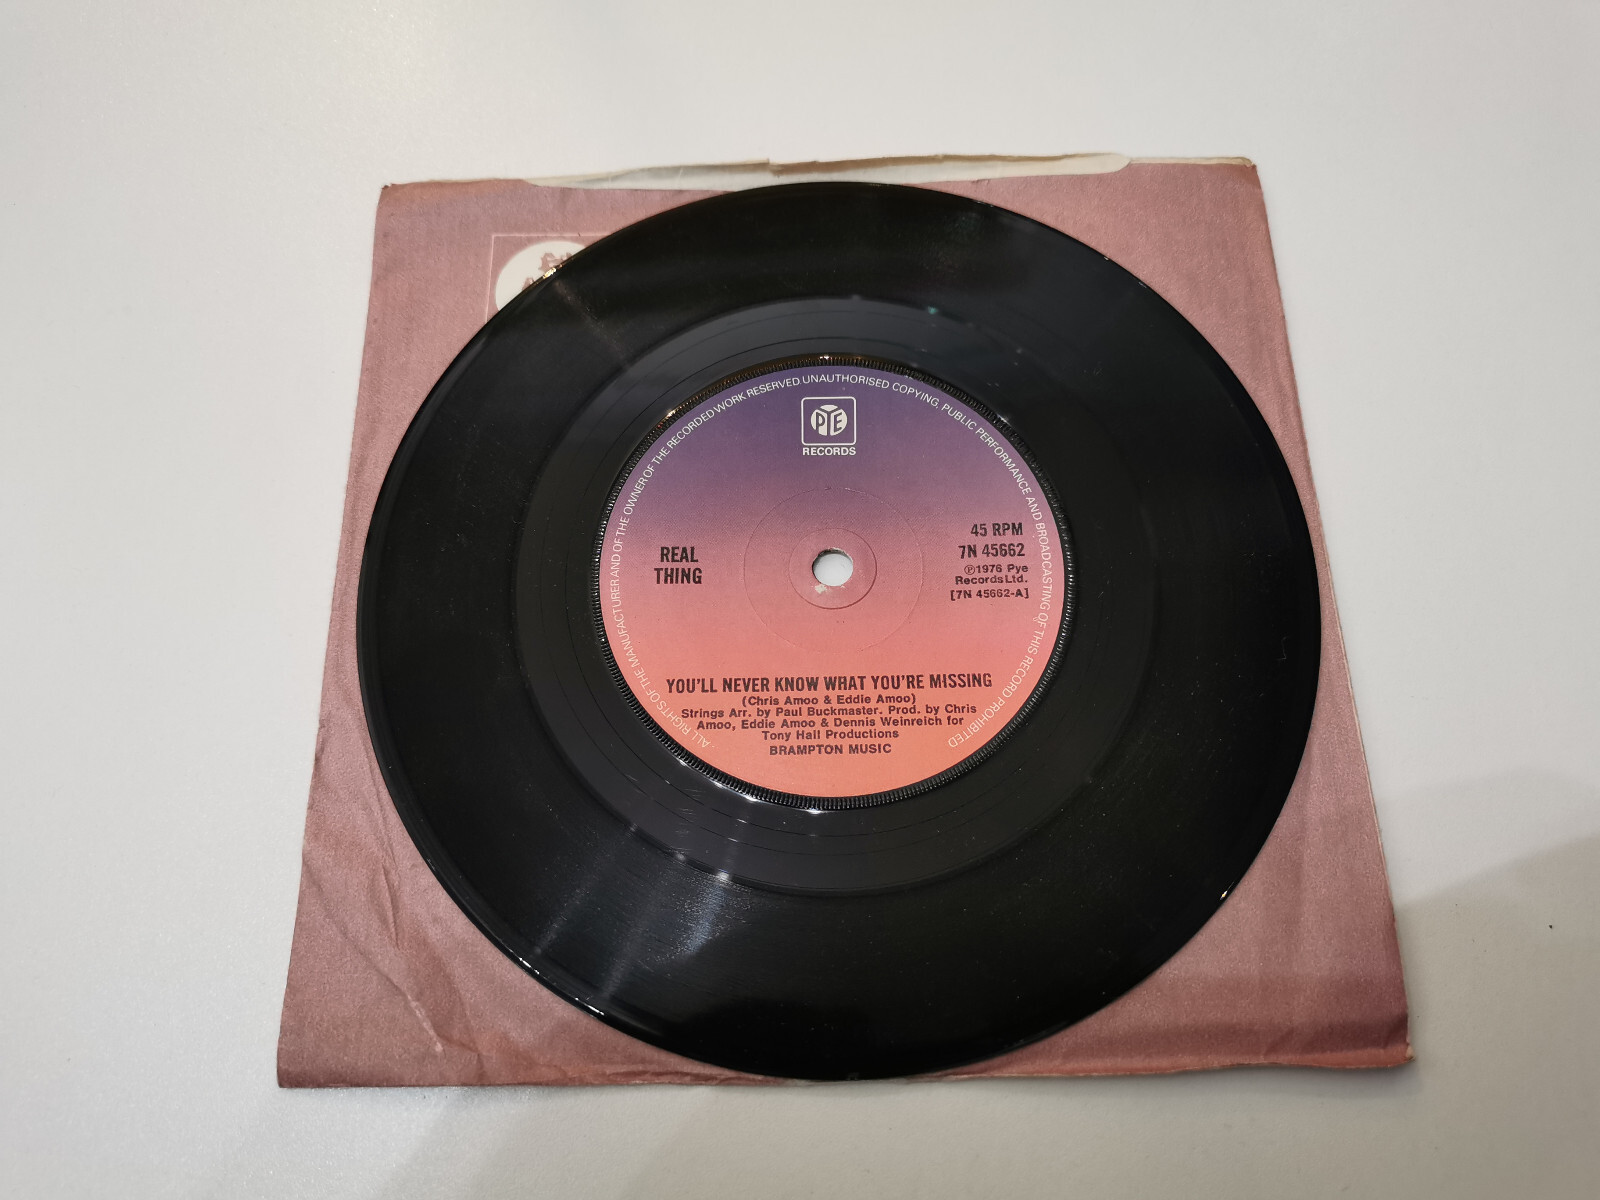 ALL RIGHTS OF THE MANUFACTURER AND OF THE OWNER OF THE RECORDED WORK RESERVED UNAUTHORISED COPYING, PUBLIC PERFORMANCE AND BROADCASTING OF THIS RECORD PROHIBITED
PYE
RECORDS
REAL
THING
45 RPM
7N 45662
Ⓟ1976 Pye
Records Ltd.
[7N 45662-A]
YOU'LL NEVER KNOW WHAT YOU'RE MISSING
(Chris Amoo & Eddie Amoo)
Strings Arr. by Paul Buckmaster. Prod. by Chris
Amoo, Eddie Amoo & Dennis Weinreich for
Tony Hall Productions
BRAMPTON MUSIC